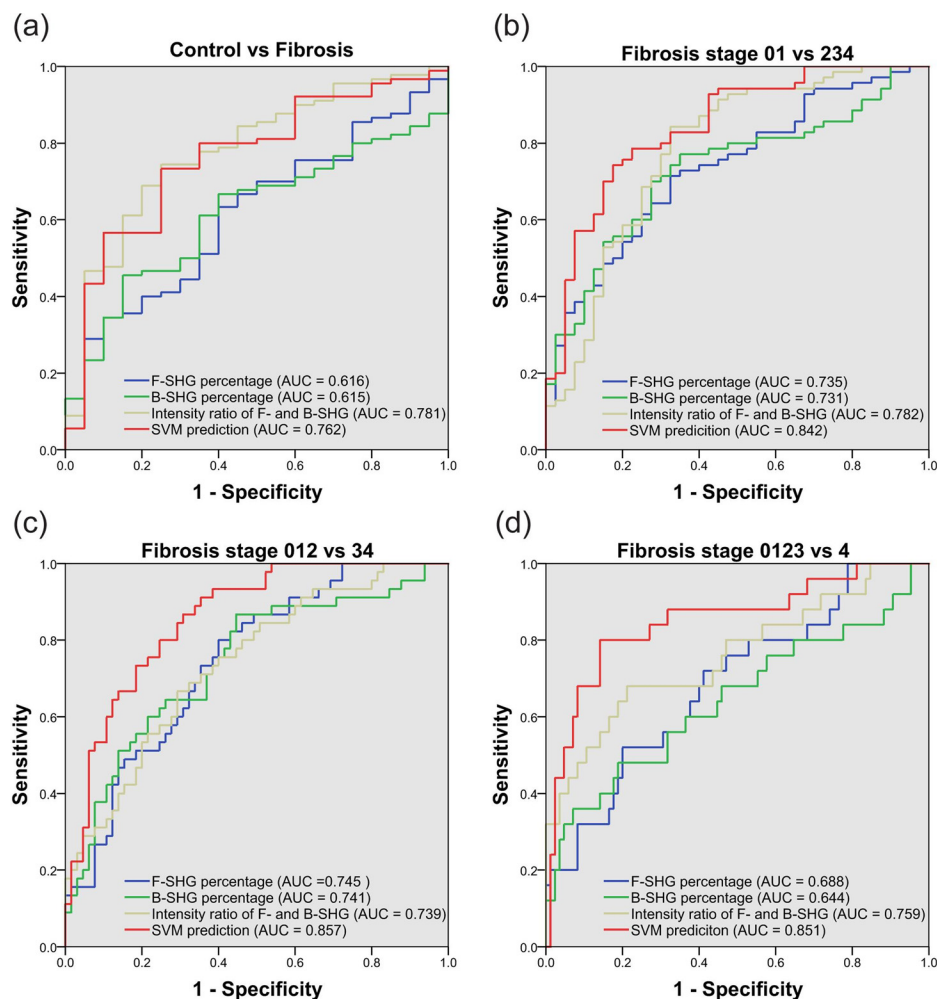 (a)
Control vs Fibrosis
1.0
0.8
0.6
0.4
0.2
0.0
Sensitivity
F-SHG percentage (AUC = 0.616)
B-SHG percentage (AUC = 0.615)
Intensity ratio of F- and B-SHG (AUC = 0.781)
SVM prediction (AUC = 0.762)
0.0 0.2 0.4 0.6 0.8 1.0
1 - Specificity
(b)
Fibrosis stage 01 vs 234
1.0
0.8
0.6
0.4
0.2
0.0
Sensitivity
F-SHG percentage (AUC = 0.735)
B-SHG percentage (AUC = 0.731)
Intensity ratio of F- and B-SHG (AUC = 0.782)
SVM predicition (AUC = 0.842)
0.0 0.2 0.4 0.6 0.8 1.0
1 - Specificity
(c)
Fibrosis stage 012 vs 34
1.0
0.8
0.6
0.4
0.2
0.0
Sensitivity
F-SHG percentage (AUC =0.745 )
B-SHG percentage (AUC = 0.741)
Intensity ratio of F- and B-SHG (AUC = 0.739)
SVM prediction (AUC = 0.857)
0.0 0.2 0.4 0.6 0.8 1.0
1 - Specificity
(d)
Fibrosis stage 0123 vs 4
1.0
0.8
0.6
0.4
0.2
0.0
Sensitivity
F-SHG percentage (AUC =0.688)
B-SHG percentage (AUC = 0.644)
Intensity ratio of F- and B-SHG (AUC = 0.759)
SVM prediciton (AUC = 0.851)
0.0 0.2 0.4 0.6 0.8 1.0
1 - Specificity